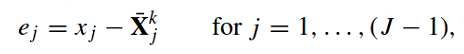 e_j = x_j − X̄_j^k for j = 1, . . . , (J − 1),